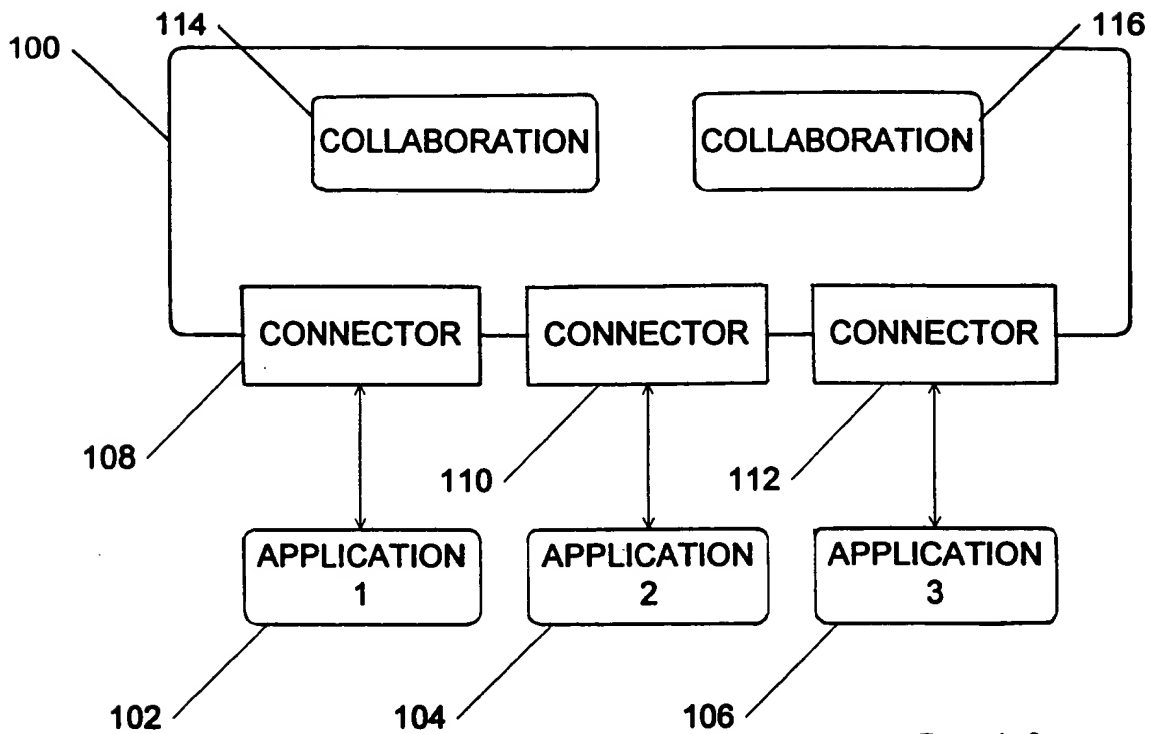 114
116
100
COLLABORATION
COLLABORATION
CONNECTOR
CONNECTOR
CONNECTOR
108
110
112
APPLICATION
1
APPLICATION
2
APPLICATION
3
102
104
106